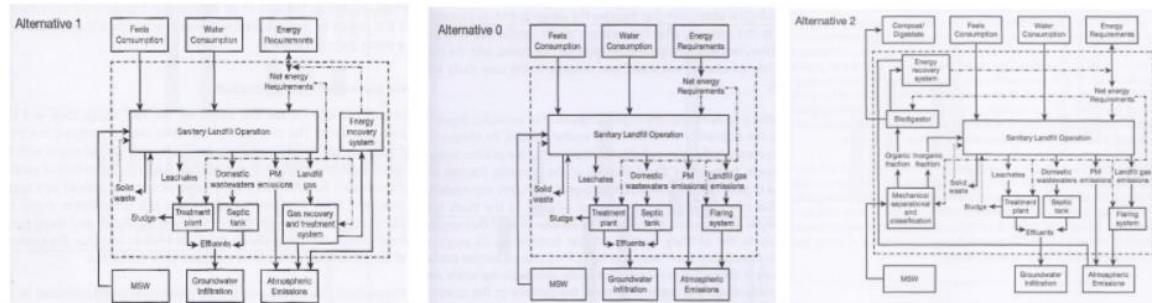 Alternative 1
Feels
Consumption
Water
Consumption
Energy
Requirements
Net energy
Requirements
Sanitary Landfill Operation
Energy
recovery
system
Solid
waste
Sludge
Leachates
Domestic
wastewaters
PM
emissions
Landfill
gas
Treatment
plant
Septic
tank
Gas recovery
and treatment
system
Effluents
MSW
Groundwater
Infiltration
Atmospheric
Emissions
Alternative 0
Feels
Consumption
Water
Consumption
Energy
Requirements
Net energy
Requirements
Sanitary Landfill Operation
Solid
waste
Sludge
Leachates
Domestic
wastewaters
PM
emissions
Landfill gas
emissions
Treatment
plant
Septic
tank
Flaring
system
Effluents
MSW
Groundwater
Infiltration
Atmospheric
Emissions
Alternative 2
Compost/
Digestate
Feels
Consumption
Water
Consumption
Energy
Requirements
Energy
recovery
system
Net energy
Requirements
Biodigestor
Sanitary Landfill Operation
Organic
fraction
Inorganic
fraction
Solid
waste
Sludge
Leachates
Domestic
wastewaters
PM
emissions
Landfill gas
emissions
Mechanical
separational and
classification
Treatment
plant
Septic
tank
Flaring
system
Effluents
MSW
Groundwater
Infiltration
Atmospheric
Emissions